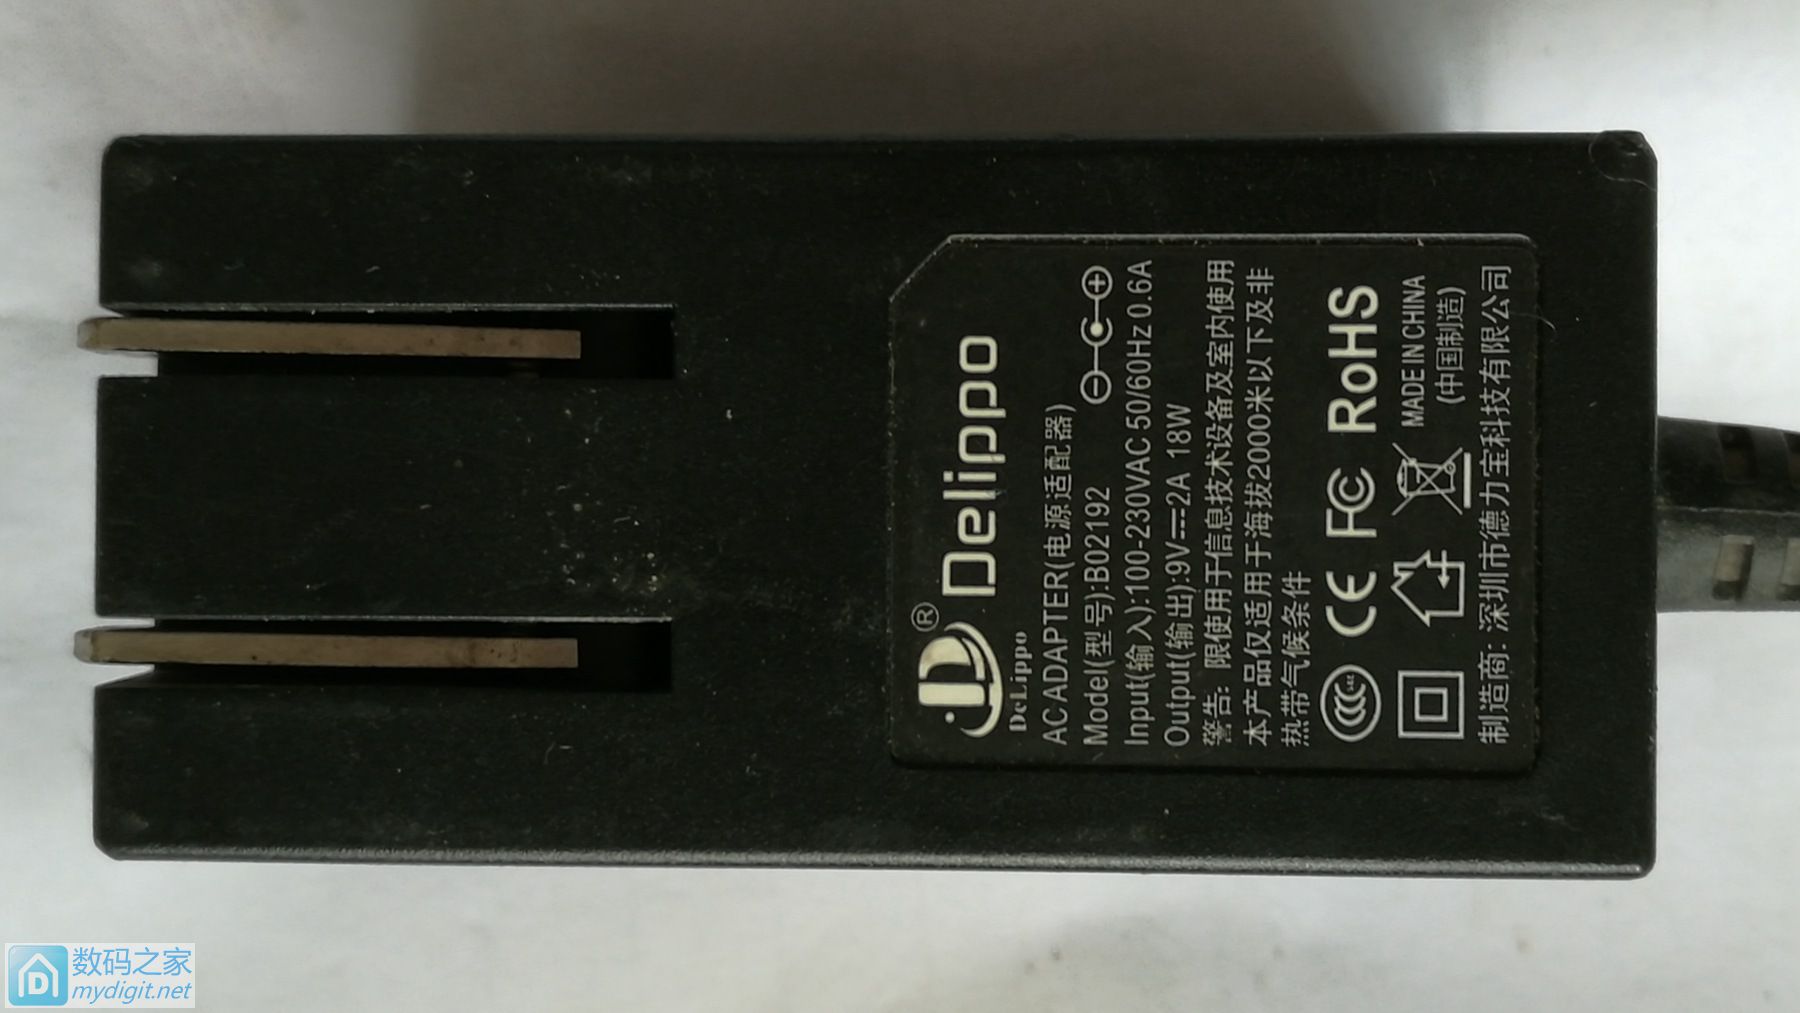 Delippo
®
DeLippo
AC ADAPTER(电源适配器)
Model(型号):B02192
Input(输入):100-230VAC 50/60Hz 0.6A
Output(输出):9V⎓2A 18W
警告: 限使用于信息技术设备及室内使用
本产品仅适用于海拔2000米以下及非
热带气候条件
CCC CE FC RoHS
MADE IN CHINA
(中国制造)
制造商: 深圳市德力宝科技有限公司
数码之家
mydigit.net